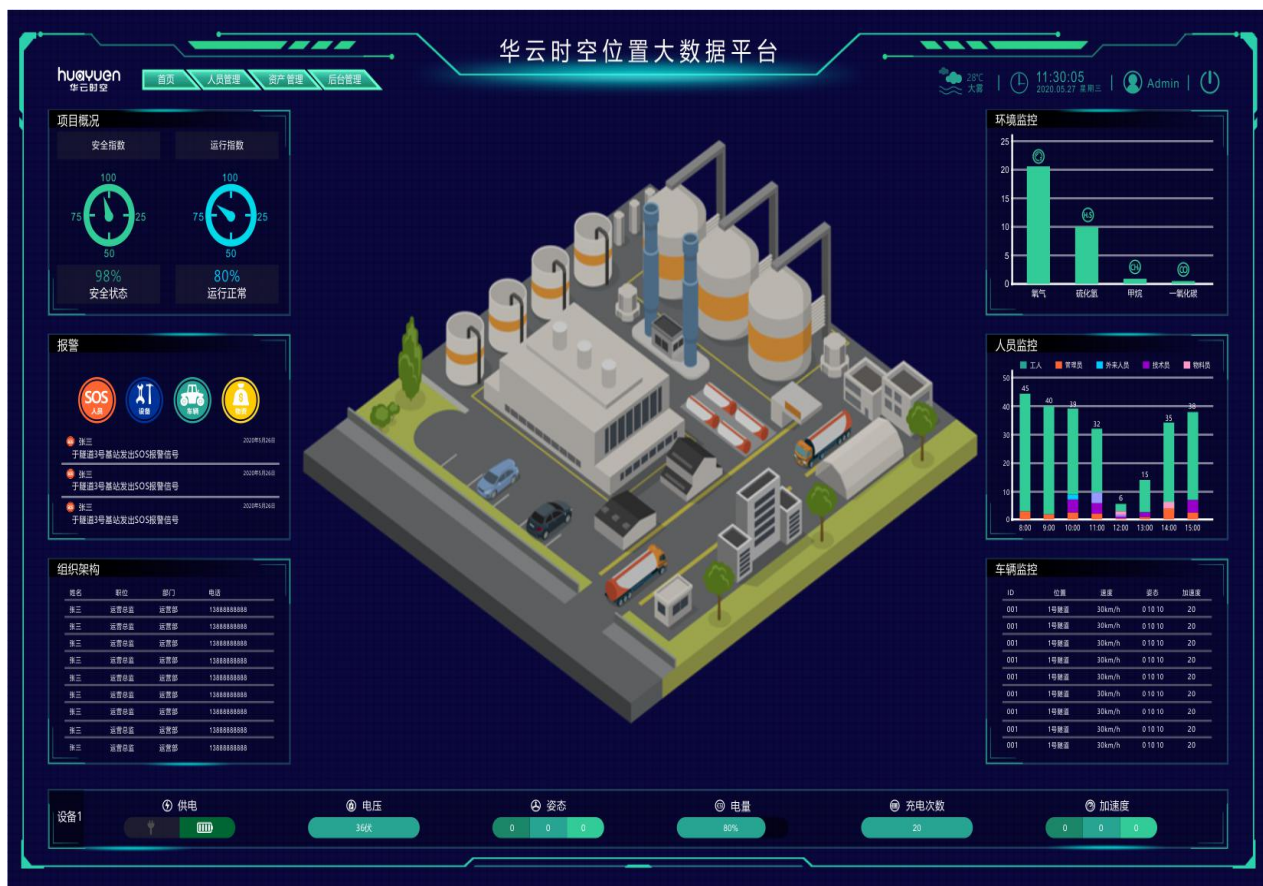 华云时空位置大数据平台
huayuen
华云时空
首页 人员管理 资产管理 后台管理
28℃
大雾
11:30:05
2020.05.27 星期三
Admin
项目概况
安全指数 运行指数
100 100
75 25 75 25
50 50
98% 80%
安全状态 运行正常
报警
SOS
人员 设备 车辆
张三 2020年5月26日
于隧道3号基站发出SOS报警信号
张三 2020年5月26日
于隧道3号基站发出SOS报警信号
张三 2020年5月26日
于隧道3号基站发出SOS报警信号
组织架构
姓名 职位 部门 电话
张三 运营总监 运营部 13888888888
张三 运营总监 运营部 13888888888
张三 运营总监 运营部 13888888888
张三 运营总监 运营部 13888888888
张三 运营总监 运营部 13888888888
张三 运营总监 运营部 13888888888
张三 运营总监 运营部 13888888888
张三 运营总监 运营部 13888888888
张三 运营总监 运营部 13888888888
环境监控
25
20
15
10
5
0
H₂S CH₄ CO
氧气 硫化氢 甲烷 一氧化碳
人员监控
工人 管理员 外来人员 技术员 物料员
50
40
30
20
10
0
45 40 39 32 6 15 35 38
8:00 9:00 10:00 11:00 12:00 13:00 14:00 15:00
车辆监控
ID 位置 速度 姿态 加速度
001 1号隧道 30km/h 0 10 10 20
001 1号隧道 30km/h 0 10 10 20
001 1号隧道 30km/h 0 10 10 20
001 1号隧道 30km/h 0 10 10 20
001 1号隧道 30km/h 0 10 10 20
001 1号隧道 30km/h 0 10 10 20
001 1号隧道 30km/h 0 10 10 20
001 1号隧道 30km/h 0 10 10 20
001 1号隧道 30km/h 0 10 10 20
设备1
供电 电压 姿态 电量 充电次数 加速度
36伏 0 0 0 80% 20 0 0 0